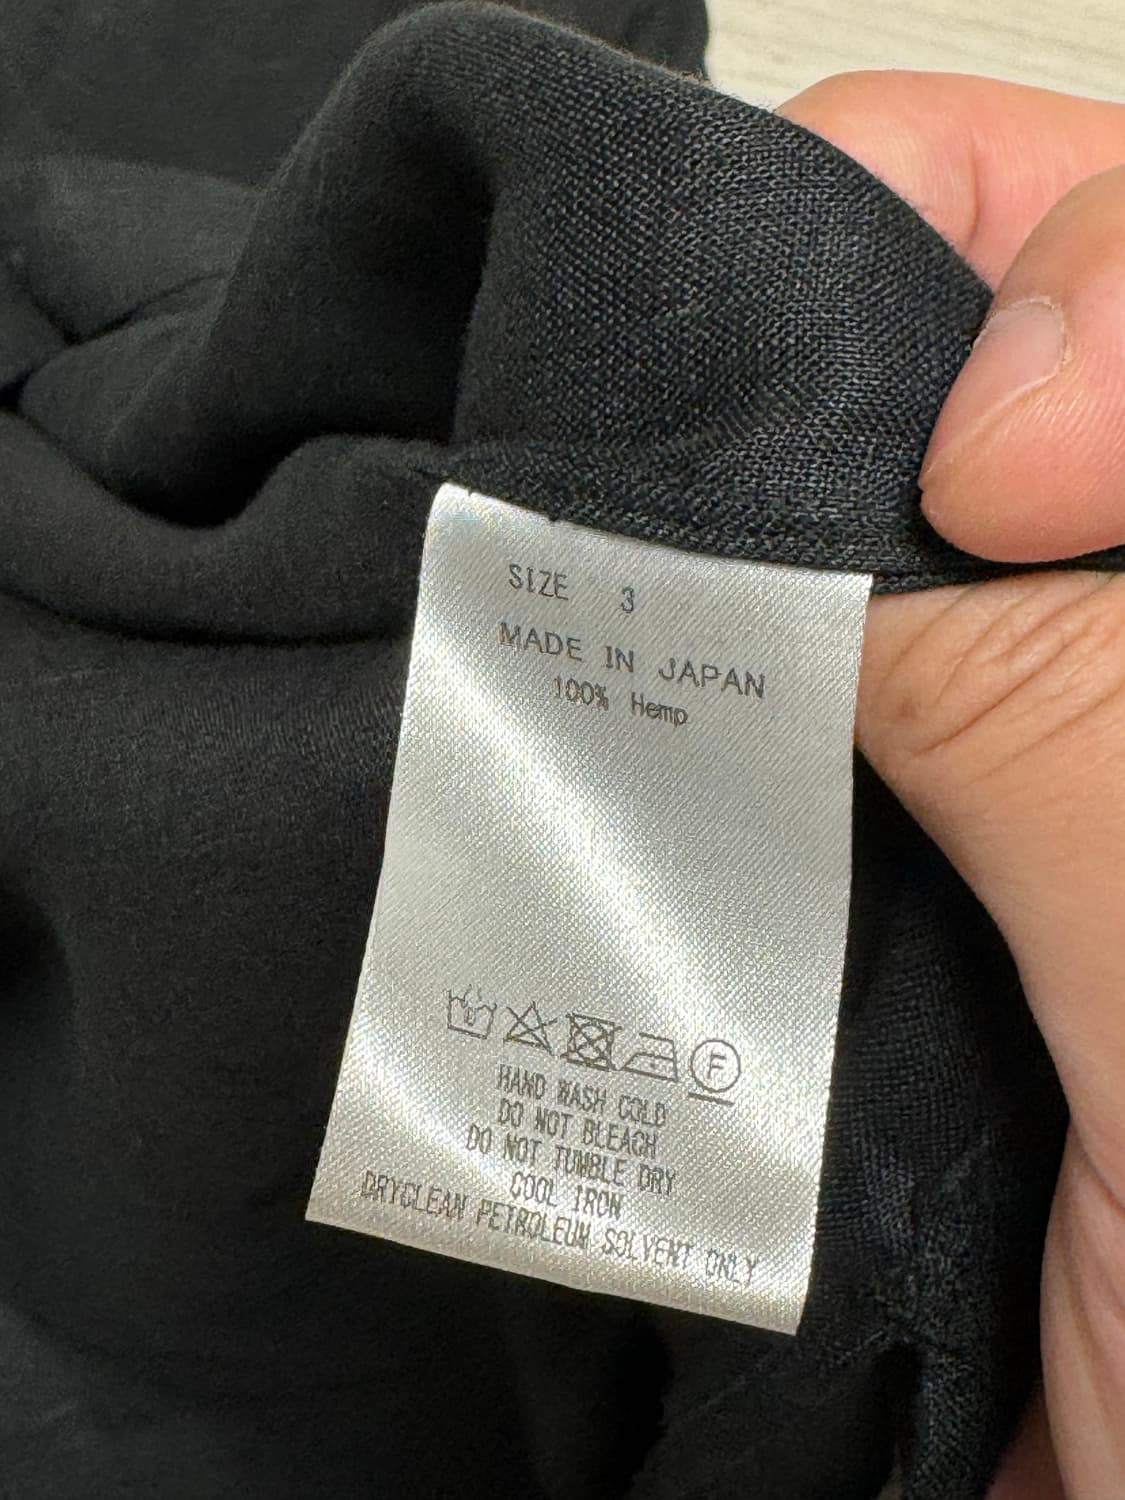 SIZE 3
MADE IN JAPAN
100% Hemp
F
HAND WASH COLD
DO NOT BLEACH
DO NOT TUMBLE DRY
COOL IRON
DRYCLEAN PETROLEUM SOLVENT ONLY